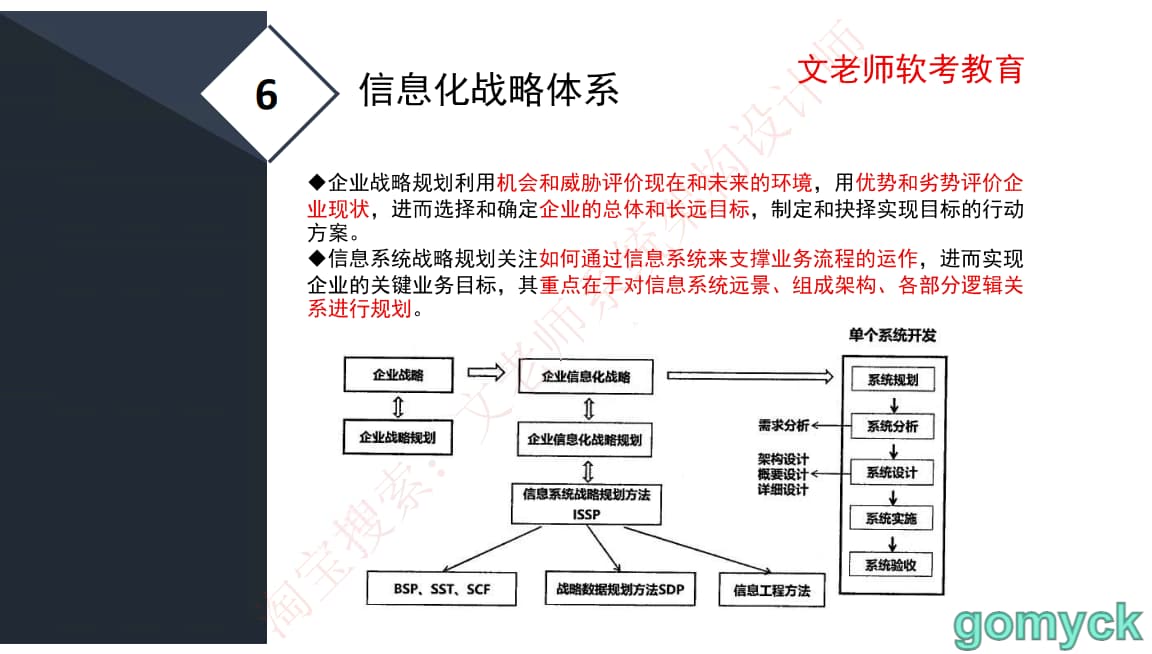 6
信息化战略体系
文老师软考教育
◆企业战略规划利用机会和威胁评价现在和未来的环境，用优势和劣势评价企
业现状，进而选择和确定企业的总体和长远目标，制定和抉择实现目标的行动
方案。
◆信息系统战略规划关注如何通过信息系统来支撑业务流程的运作，进而实现
企业的关键业务目标，其重点在于对信息系统远景、组成架构、各部分逻辑关
系进行规划。
单个系统开发
企业战略
企业信息化战略
系统规划
企业战略规划
企业信息化战略规划
需求分析
系统分析
架构设计
概要设计
详细设计
系统设计
信息系统战略规划方法
ISSP
系统实施
系统验收
BSP、SST、SCF
战略数据规划方法SDP
信息工程方法
淘宝搜索：文老师系统架构设计师
gomyck